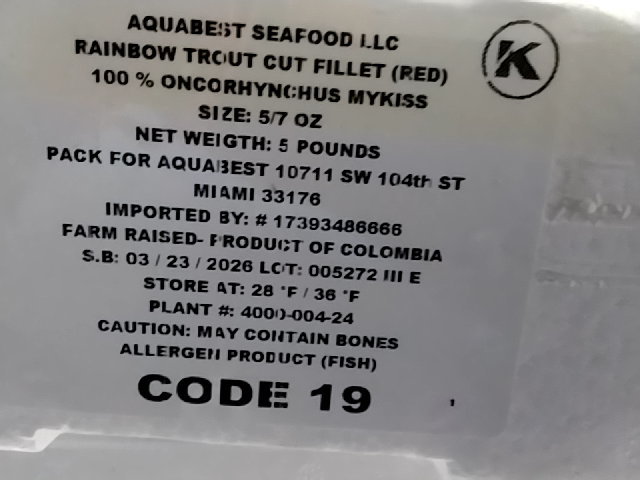 AQUABEST SEAFOOD LLC
RAINBOW TROUT CUT FILLET (RED)
100 % ONCORHYNCHUS MYKISS
SIZE: 5/7 OZ
NET WEIGTH: 5 POUNDS
PACK FOR AQUABEST 10711 SW 104th ST
MIAMI 33176
IMPORTED BY: # 17393486666
FARM RAISED- PRODUCT OF COLOMBIA
S.B: 03 / 23 / 2026 LOT: 005272 III E
STORE AT: 28 °F / 36 °F
PLANT #: 4000-004-24
CAUTION: MAY CONTAIN BONES
ALLERGEN PRODUCT (FISH)
CODE 19
K